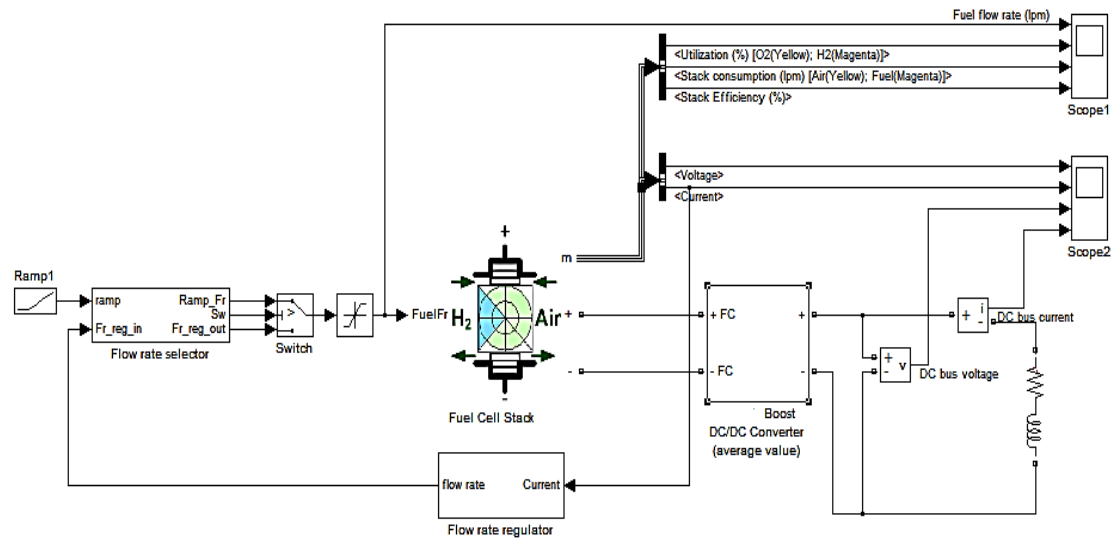 Fuel flow rate (lpm)
<Utilization (%) [O2(Yellow); H2(Magenta)]>
<Stack consumption (lpm) [Air(Yellow); Fuel(Magenta)]>
<Stack Efficiency (%)>
Scope1
<Voltage>
<Current>
Scope2
+
m
Ramp1
ramp
Fr_reg_in
Ramp_Fr
Sw
Fr_reg_out
Flow rate selector
>
Switch
FuelFr
H2
Air
+
-
-
Fuel Cell Stack
+ FC
- FC
+
-
Boost
DC/DC Converter
(average value)
+
-
i
DC bus current
+
-
v
DC bus voltage
flow rate
Current
Flow rate regulator